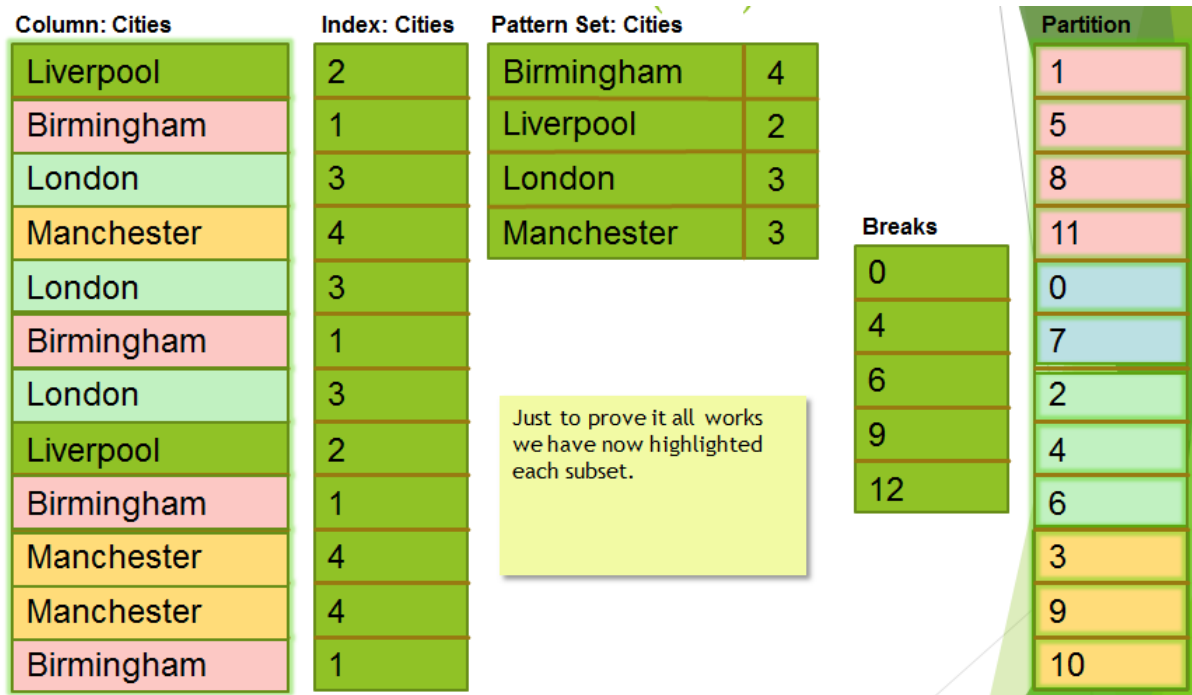 Column: Cities
Liverpool
Birmingham
London
Manchester
London
Birmingham
London
Liverpool
Birmingham
Manchester
Manchester
Birmingham
Index: Cities
2
1
3
4
3
1
3
2
1
4
4
1
Pattern Set: Cities
Birmingham 4
Liverpool 2
London 3
Manchester 3
Just to prove it all works
we have now highlighted
each subset.
Breaks
0
4
6
9
12
Partition
1
5
8
11
0
7
2
4
6
3
9
10